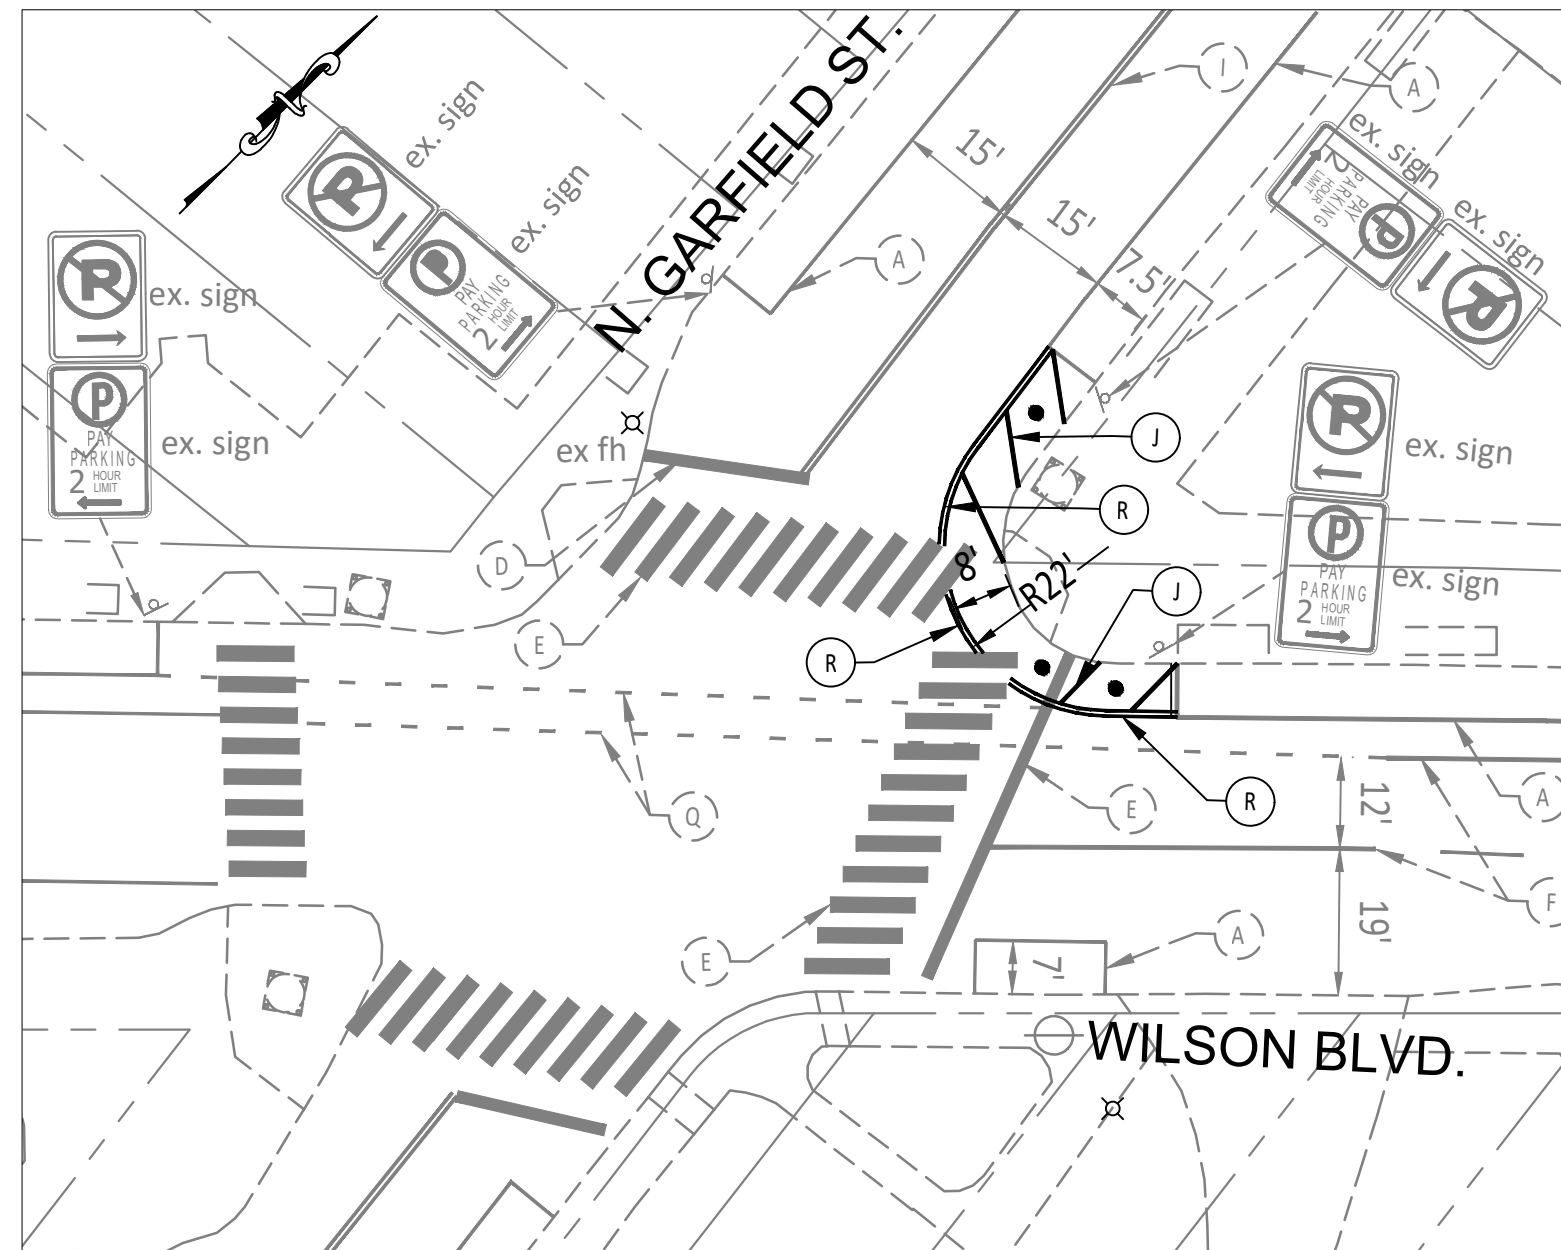 N. GARFIELD ST.
I
A
ex. sign
ex. sign
15'
15'
7.5'
A
ex. sign
ex. sign
P
P
PAY
PARKING
2 HOUR
LIMIT
P
PAY
PARKING
2 HOUR
LIMIT
P
R
ex. sign
P
PAY
PARKING
2 HOUR
LIMIT
ex. sign
ex fh
J
R
R
ex. sign
P
PAY
PARKING
2 HOUR
LIMIT
ex. sign
D
E
8'
R22'
J
R
R
Q
E
12'
A
F
19'
E
A
7'
WILSON BLVD.